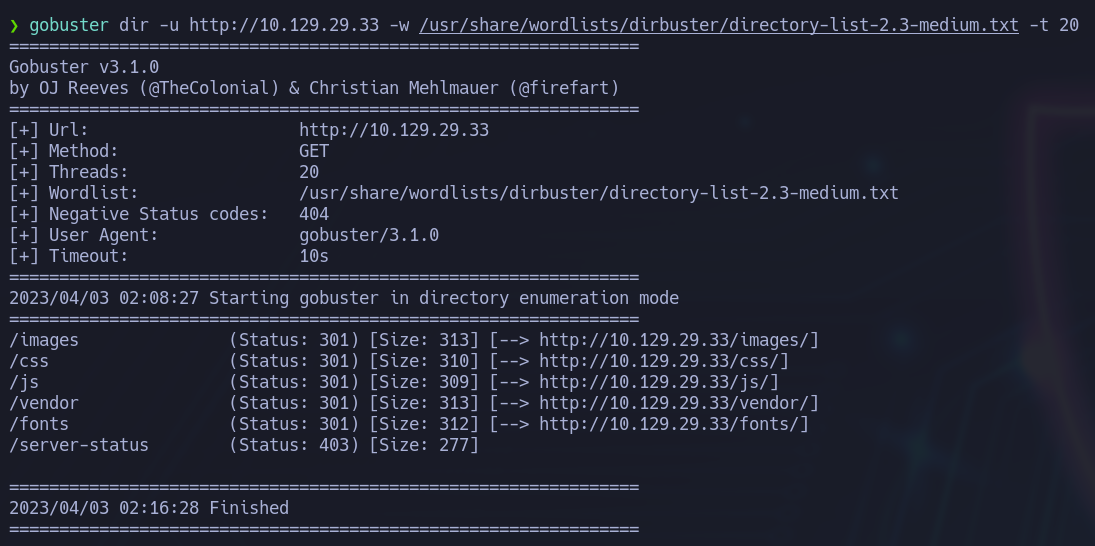 ❯ gobuster dir -u http://10.129.29.33 -w /usr/share/wordlists/dirbuster/directory-list-2.3-medium.txt -t 20
===============================================================
Gobuster v3.1.0
by OJ Reeves (@TheColonial) & Christian Mehlmauer (@firefart)
===============================================================
[+] Url:                     http://10.129.29.33
[+] Method:                  GET
[+] Threads:                 20
[+] Wordlist:                /usr/share/wordlists/dirbuster/directory-list-2.3-medium.txt
[+] Negative Status codes:   404
[+] User Agent:              gobuster/3.1.0
[+] Timeout:                 10s
===============================================================
2023/04/03 02:08:27 Starting gobuster in directory enumeration mode
===============================================================
/images               (Status: 301) [Size: 313] [--> http://10.129.29.33/images/]
/css                  (Status: 301) [Size: 310] [--> http://10.129.29.33/css/]
/js                   (Status: 301) [Size: 309] [--> http://10.129.29.33/js/]
/vendor               (Status: 301) [Size: 313] [--> http://10.129.29.33/vendor/]
/fonts                (Status: 301) [Size: 312] [--> http://10.129.29.33/fonts/]
/server-status        (Status: 403) [Size: 277]
===============================================================
2023/04/03 02:16:28 Finished
===============================================================